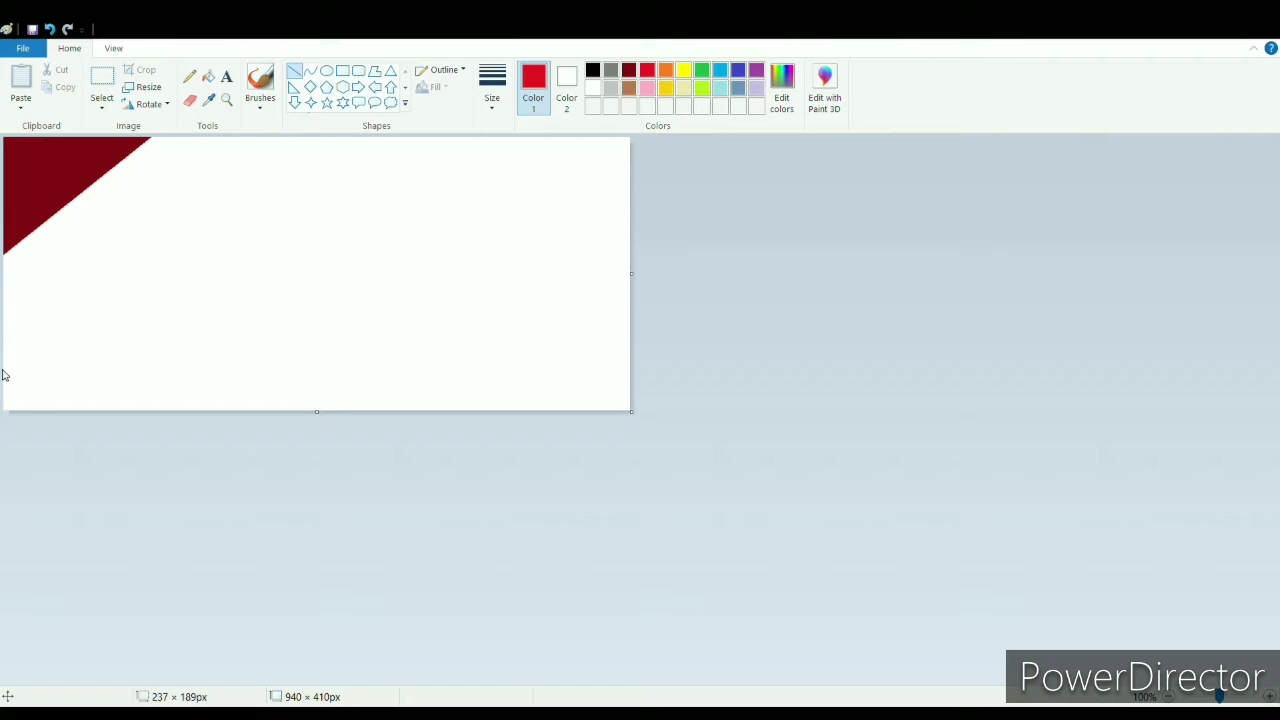 File Home View
Paste
Cut
Copy
Clipboard
Select
Crop
Resize
Rotate
Image
Tools
Brushes
Shapes
Outline
Fill
Size
Color
1
Color
2
Colors
Edit
colors
Edit with
Paint 3D
237 × 189px 940 × 410px 100%
PowerDirector